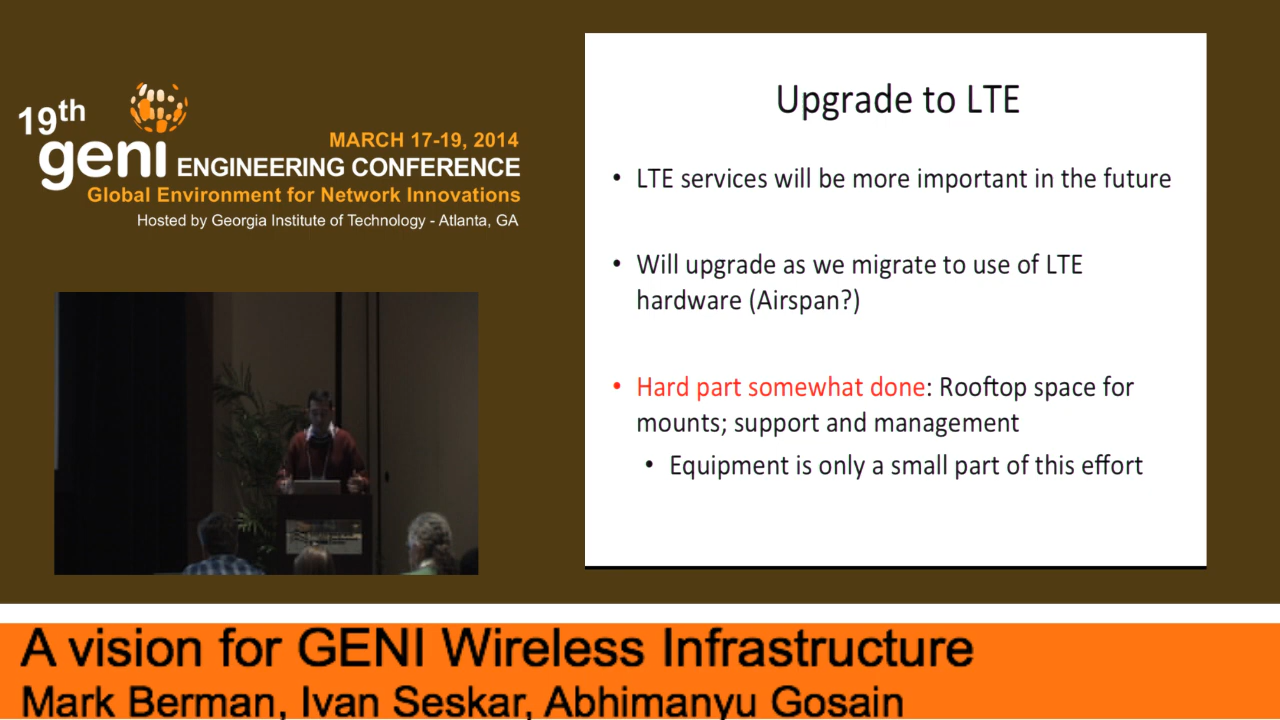 19th
geni ENGINEERING CONFERENCE
MARCH 17-19, 2014
Global Environment for Network Innovations
Hosted by Georgia Institute of Technology - Atlanta, GA
Upgrade to LTE
• LTE services will be more important in the future
• Will upgrade as we migrate to use of LTE
hardware (Airspan?)
• Hard part somewhat done: Rooftop space for
mounts; support and management
• Equipment is only a small part of this effort
A vision for GENI Wireless Infrastructure
Mark Berman, Ivan Seskar, Abhimanyu Gosain